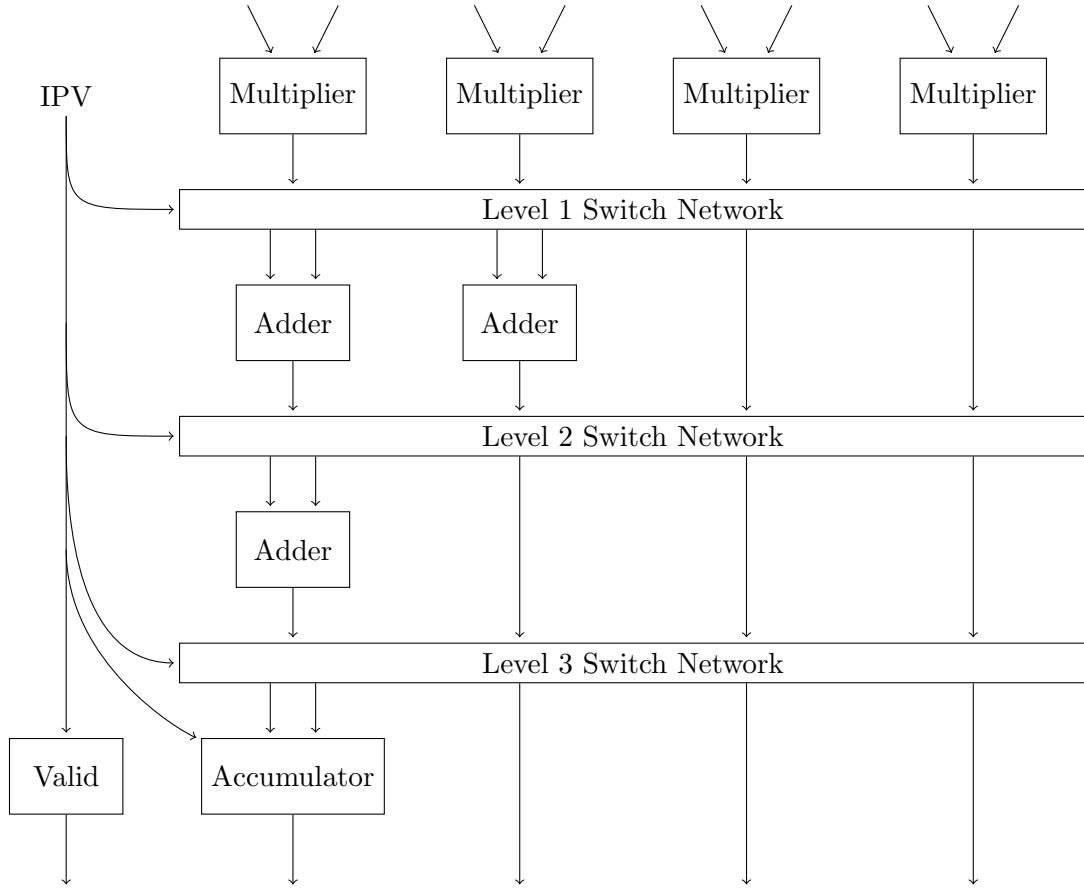 IPV
Multiplier
Multiplier
Multiplier
Multiplier
Level 1 Switch Network
Adder
Adder
Level 2 Switch Network
Adder
Level 3 Switch Network
Valid
Accumulator